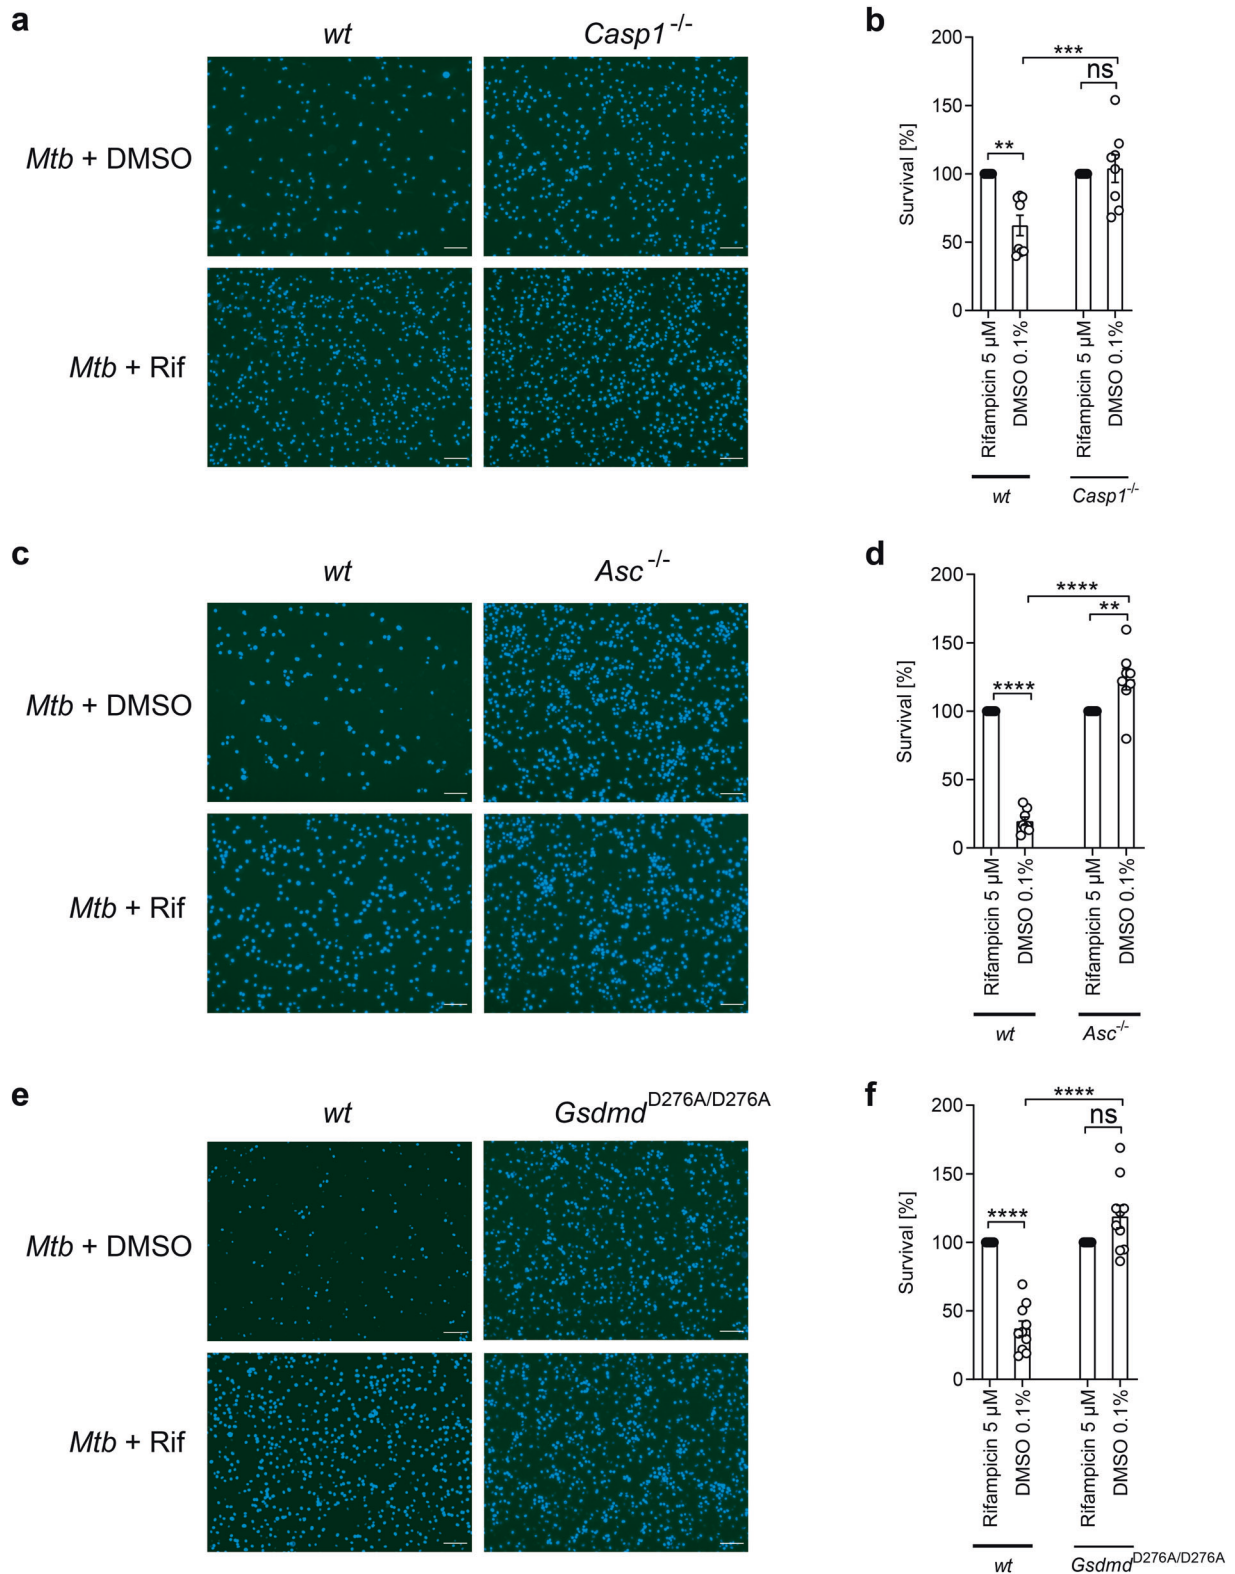 a
wt
Casp1-/-
Mtb + DMSO
Mtb + Rif
b
200
150
100
50
0
Survival [%]
***
ns
**
Rifampicin 5 µM
DMSO 0.1%
Rifampicin 5 µM
DMSO 0.1%
wt
Casp1-/-
c
wt
Asc-/-
Mtb + DMSO
Mtb + Rif
d
200
150
100
50
0
Survival [%]
****
**
****
Rifampicin 5 µM
DMSO 0.1%
Rifampicin 5 µM
DMSO 0.1%
wt
Asc-/-
e
wt
GsdmdD276A/D276A
Mtb + DMSO
Mtb + Rif
f
200
150
100
50
0
Survival [%]
****
ns
****
Rifampicin 5 µM
DMSO 0.1%
Rifampicin 5 µM
DMSO 0.1%
wt
GsdmdD276A/D276A